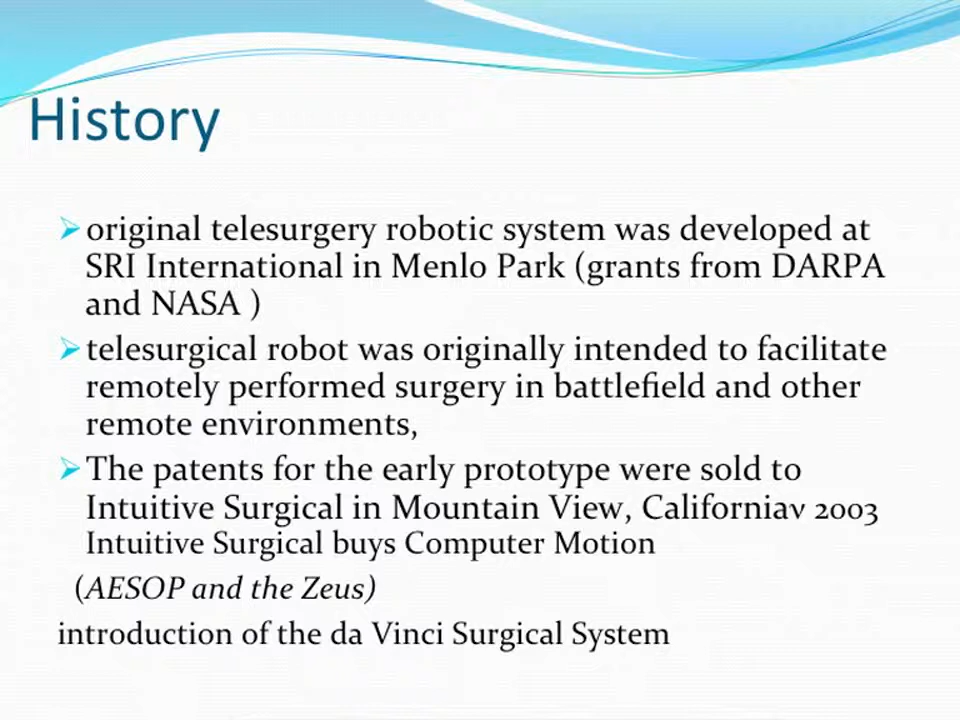 History
➢ original telesurgery robotic system was developed at
SRI International in Menlo Park (grants from DARPA
and NASA )
➢ telesurgical robot was originally intended to facilitate
remotely performed surgery in battlefield and other
remote environments,
➢ The patents for the early prototype were sold to
Intuitive Surgical in Mountain View, Californiav 2003
Intuitive Surgical buys Computer Motion
(AESOP and the Zeus)
introduction of the da Vinci Surgical System